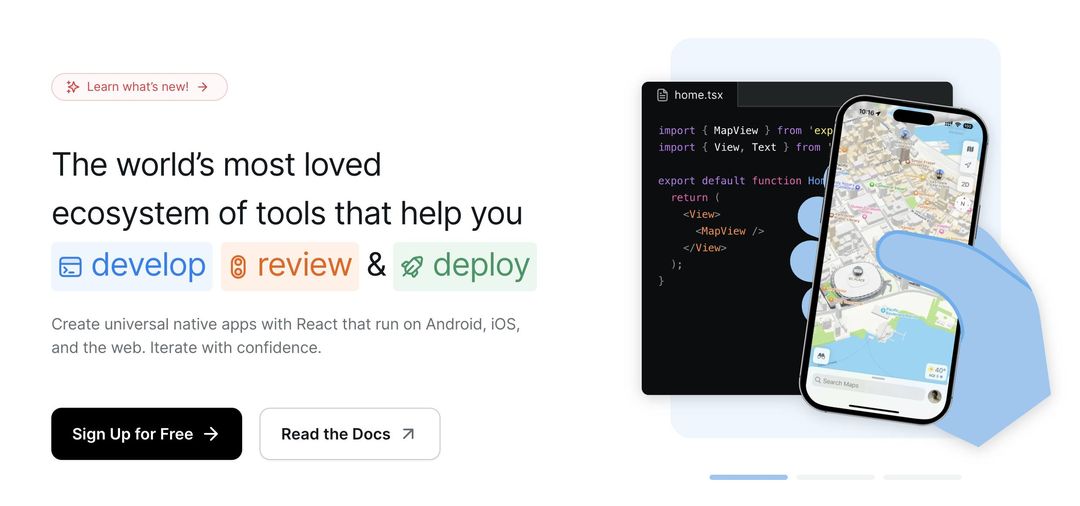 Learn what's new!
The world's most loved
ecosystem of tools that help you
develop review & deploy
Create universal native apps with React that run on Android, iOS,
and the web. Iterate with confidence.
Sign Up for Free
Read the Docs
home.tsx
import { MapView } from 'exp
import { View, Text } from '
export default function Hom
return (
<View>
<MapView />
</View>
);
}
10:16
2D
N
BC PLACE
40°
Search Maps